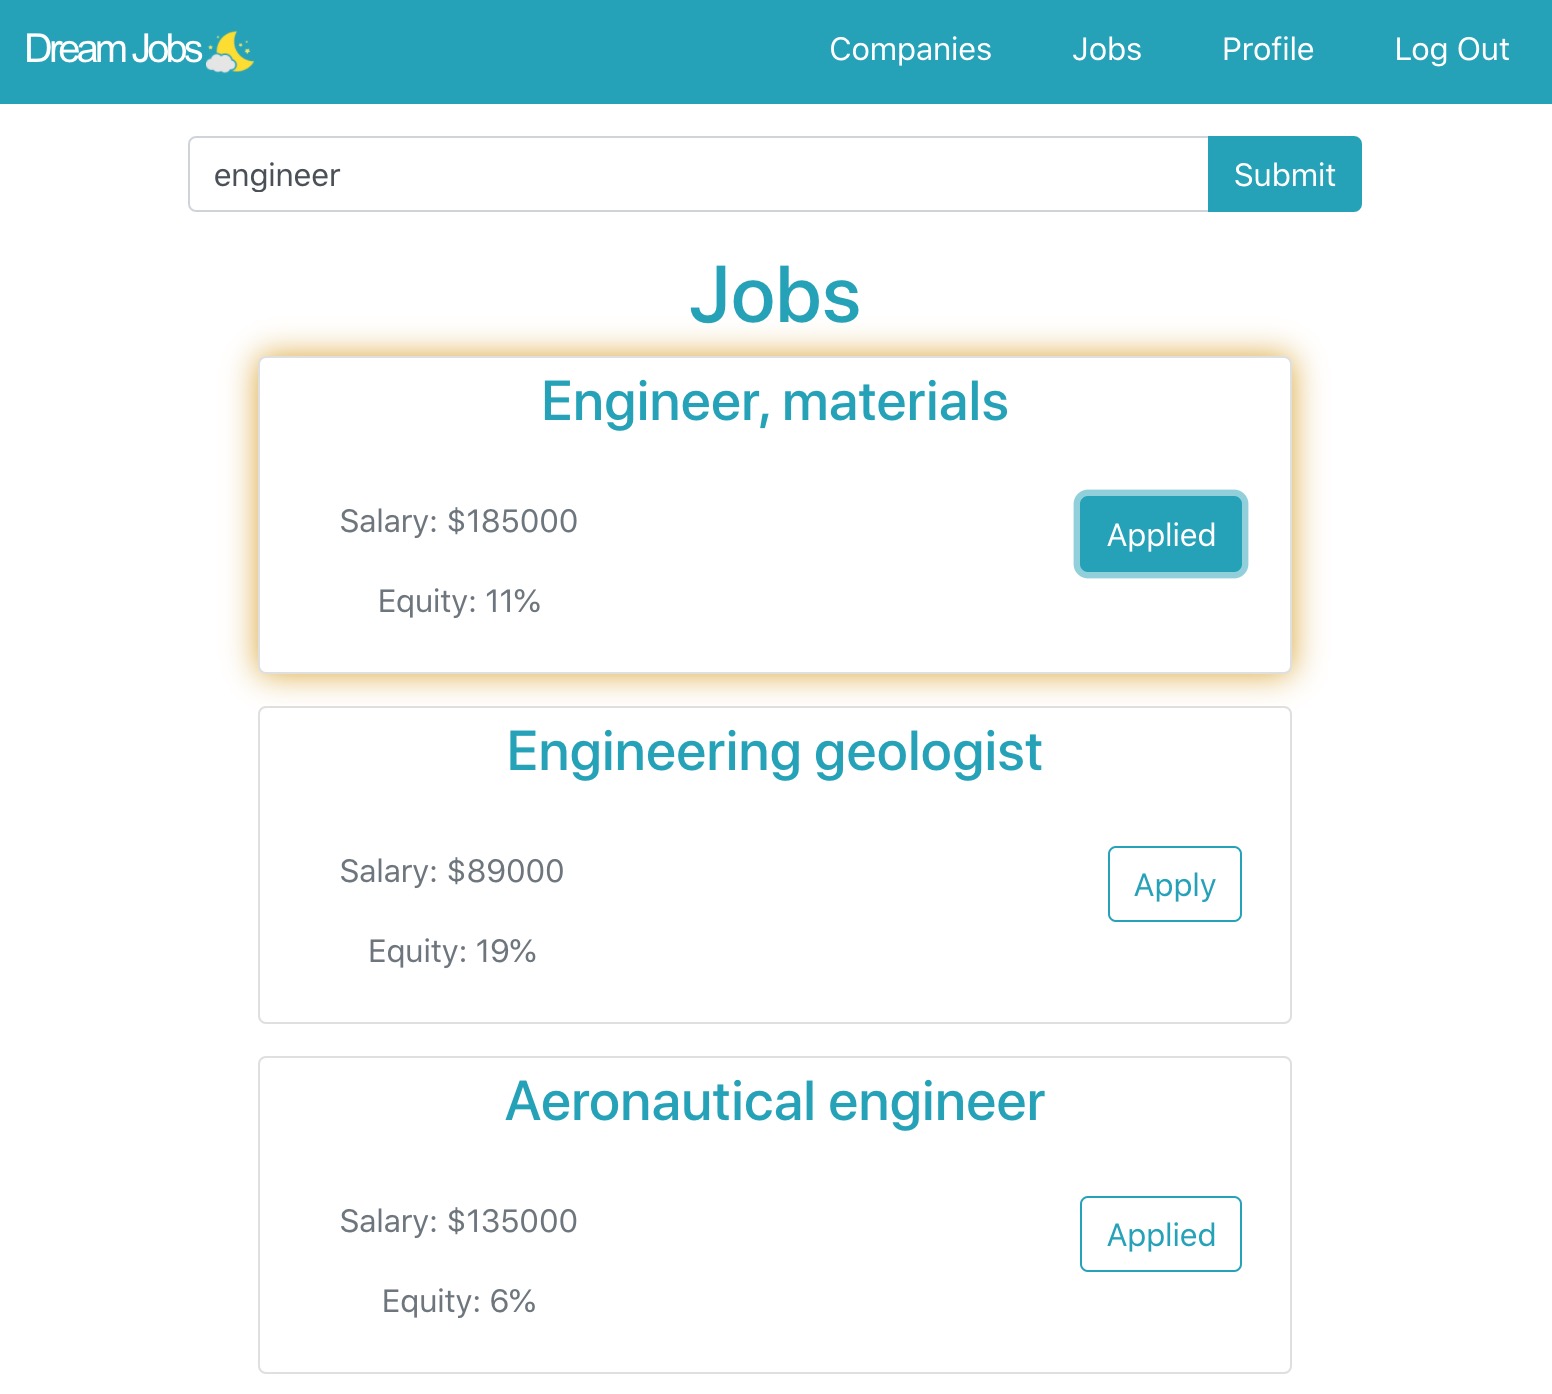 Dream Jobs
Companies Jobs Profile Log Out
engineer Submit
Jobs
Engineer, materials
Salary: $185000
Applied
Equity: 11%
Engineering geologist
Salary: $89000
Apply
Equity: 19%
Aeronautical engineer
Salary: $135000
Applied
Equity: 6%